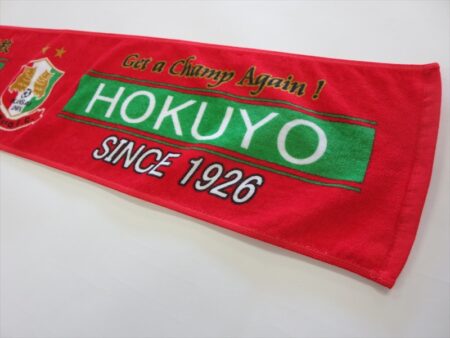 Get a Champ Again!
HOKUYO
SINCE 1926